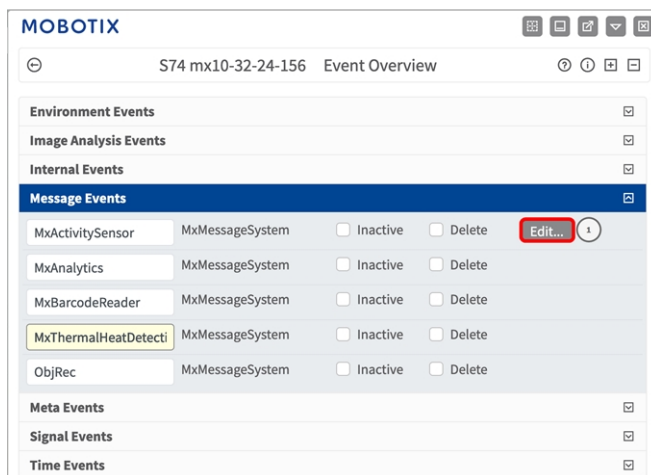 MOBOTIX
S74 mx10-32-24-156 Event Overview
Environment Events
Image Analysis Events
Internal Events
Message Events
MxActivitySensor MxMessageSystem Inactive Delete Edit... 1
MxAnalytics MxMessageSystem Inactive Delete
MxBarcodeReader MxMessageSystem Inactive Delete
MxThermalHeatDetecti MxMessageSystem Inactive Delete
ObjRec MxMessageSystem Inactive Delete
Meta Events
Signal Events
Time Events